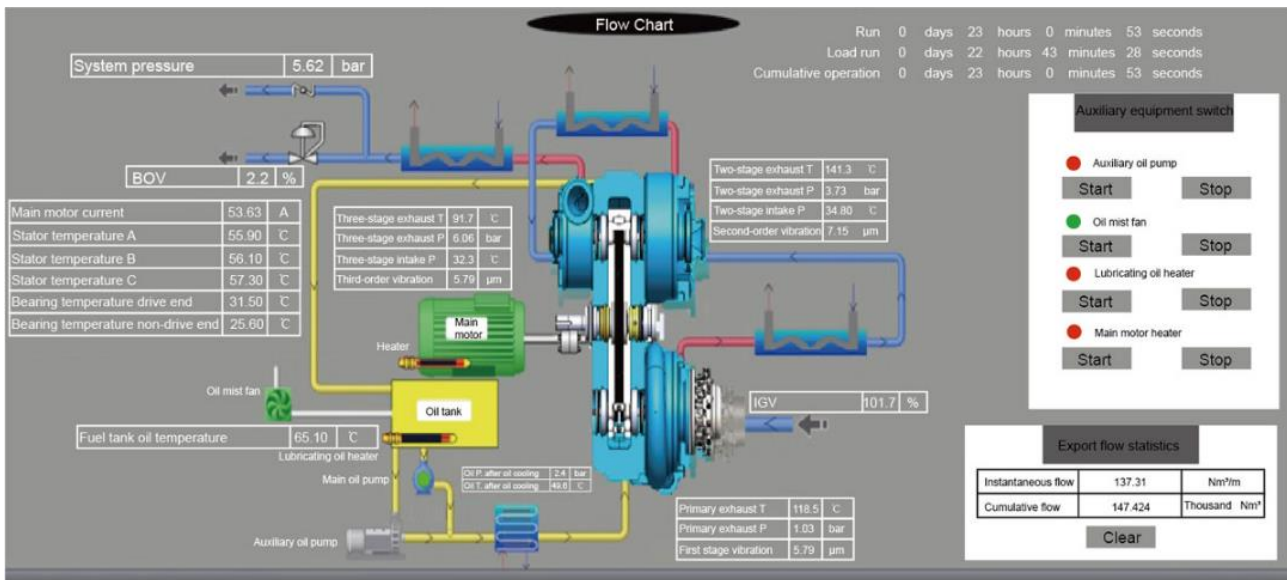 Flow Chart
Run 0 days 23 hours 0 minutes 53 seconds
Load run 0 days 22 hours 43 minutes 28 seconds
Cumulative operation 0 days 23 hours 0 minutes 53 seconds
System pressure 5.62 bar
BOV 2.2 %
Main motor current 53.63 A
Stator temperature A 55.90 ℃
Stator temperature B 56.10 ℃
Stator temperature C 57.30 ℃
Bearing temperature drive end 31.50 ℃
Bearing temperature non-drive end 25.60 ℃
Three-stage exhaust T 91.7 ℃
Three-stage exhaust P 6.06 bar
Three-stage intake P 32.3 ℃
Third-order vibration 5.79 μm
Two-stage exhaust T 141.3 ℃
Two-stage exhaust P 3.73 bar
Two-stage intake P 34.80 ℃
Second-order vibration 7.15 μm
Auxiliary equipment switch
Auxiliary oil pump
Start Stop
Oil mist fan
Start Stop
Lubricating oil heater
Start Stop
Main motor heater
Start Stop
Main motor
Heater
Oil mist fan
Oil tank
IGV 101.7 %
Fuel tank oil temperature 65.10 ℃
Lubricating oil heater
Main oil pump
Oil P. after oil cooling 2.4 bar
Oil T. after oil cooling 49.6 ℃
Auxiliary oil pump
Primary exhaust T 118.5 ℃
Primary exhaust P 1.03 bar
First stage vibration 5.79 μm
Export flow statistics
Instantaneous flow 137.31 Nm³/m
Cumulative flow 147.424 Thousand Nm³
Clear